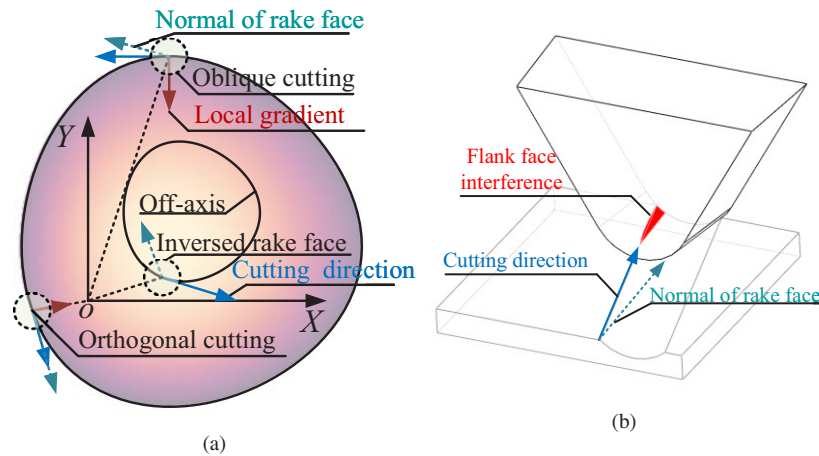 Normal of rake face
Oblique cutting
Local gradient
Y
Off-axis
Inversed rake face
Cutting direction
o
X
Orthogonal cutting
(a)
Flank face
interference
Cutting direction
Normal of rake face
(b)